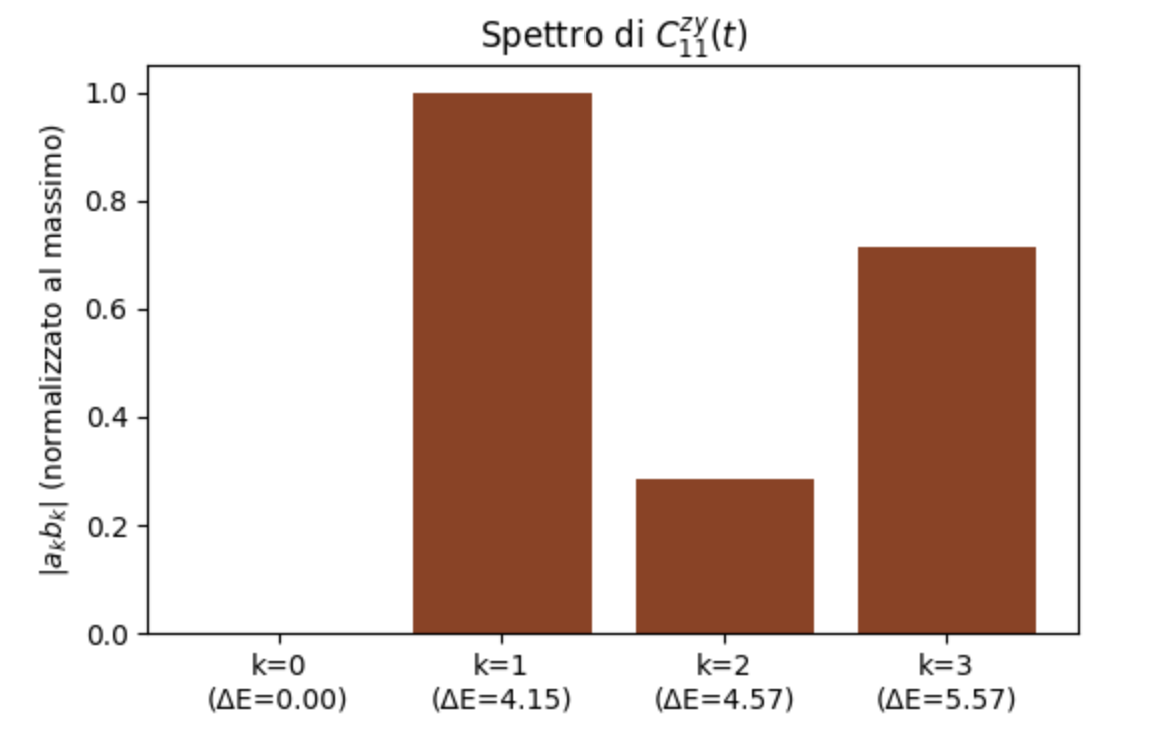 Spettro di $C_{11}^{zy}(t)$
|a_k b_k| (normalizzato al massimo)
1.0
0.8
0.6
0.4
0.2
0.0
k=0 k=1 k=2 k=3
(ΔE=0.00) (ΔE=4.15) (ΔE=4.57) (ΔE=5.57)